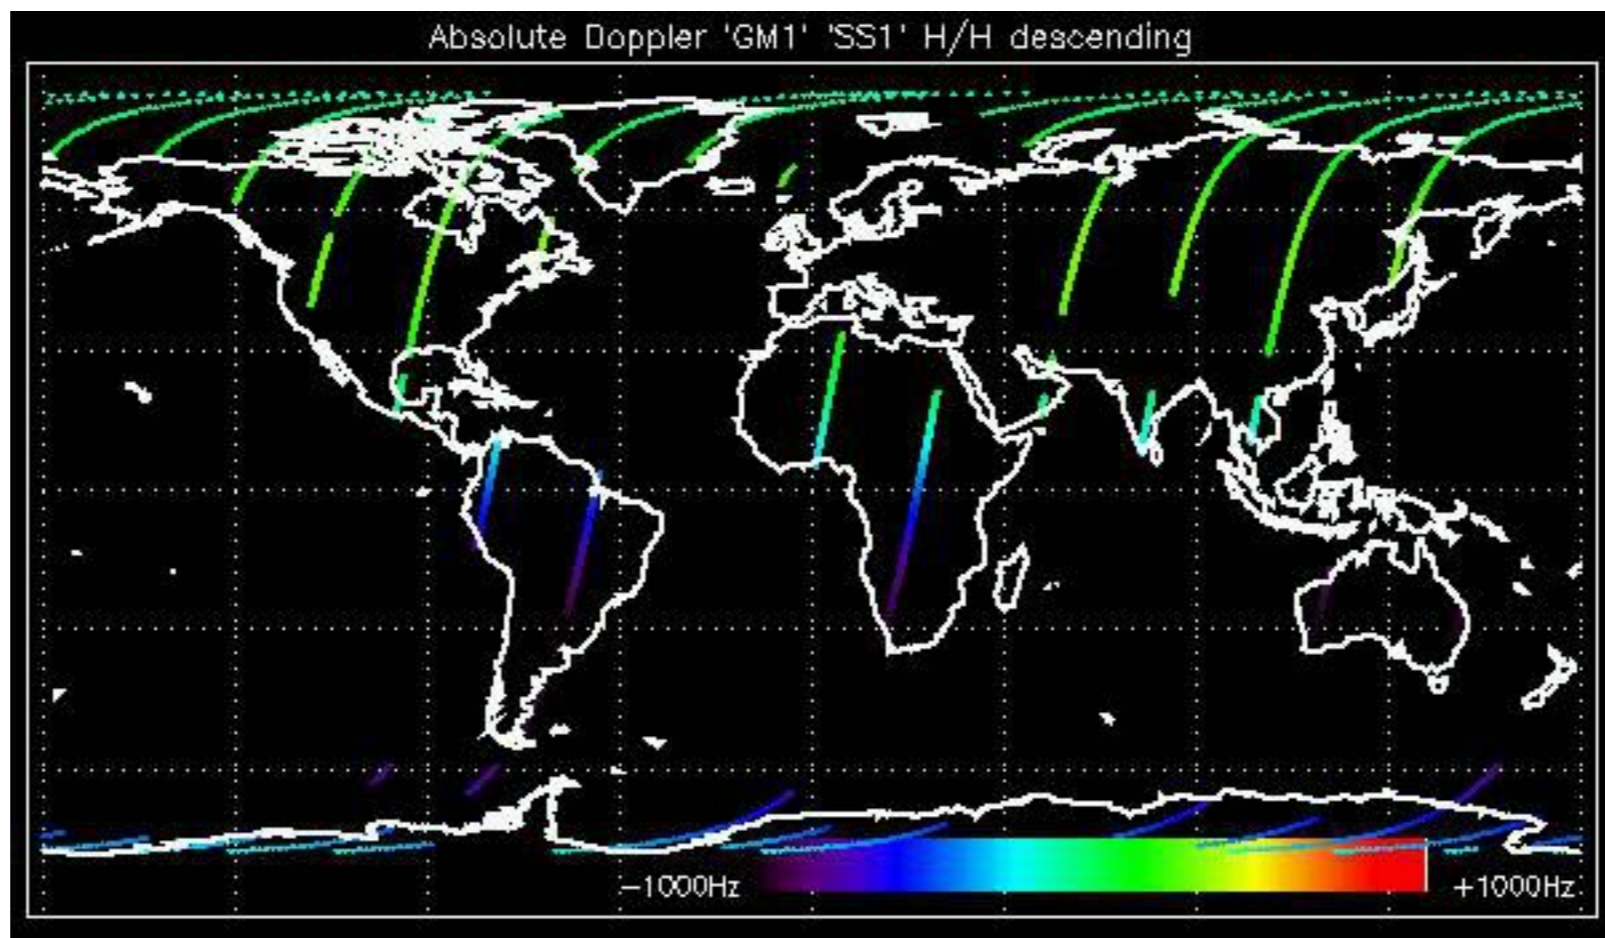 Absolute Doppler 'GM1' 'SS1' H/H descending
−1000Hz +1000Hz